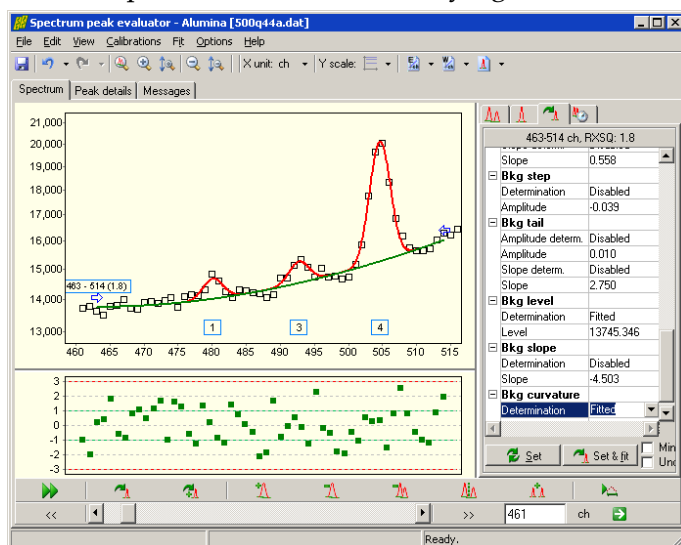 Spectrum peak evaluator - Alumina [500q44a.dat]
File Edit View Calibrations Fit Options Help
X unit: ch Y scale:
Spectrum Peak details Messages
463-514 ch, RXSQ: 1.8
Slope 0.558
Bkg step
Determination Disabled
Amplitude -0.039
Bkg tail
Amplitude determ. Disabled
Amplitude 0.010
Slope determ. Disabled
Slope 2.750
Bkg level
Determination Fitted
Level 13745.346
Bkg slope
Determination Disabled
Slope -4.503
Bkg curvature
Determination Fitted
Set Set & fit
21,000
20,000
19,000
18,000
17,000
16,000
15,000
14,000
13,000
463 - 514 (1.8)
1 3 4
460 465 470 475 480 485 490 495 500 505 510 515
3
2
1
0
-1
-2
-3
<< >> 461 ch
Ready.